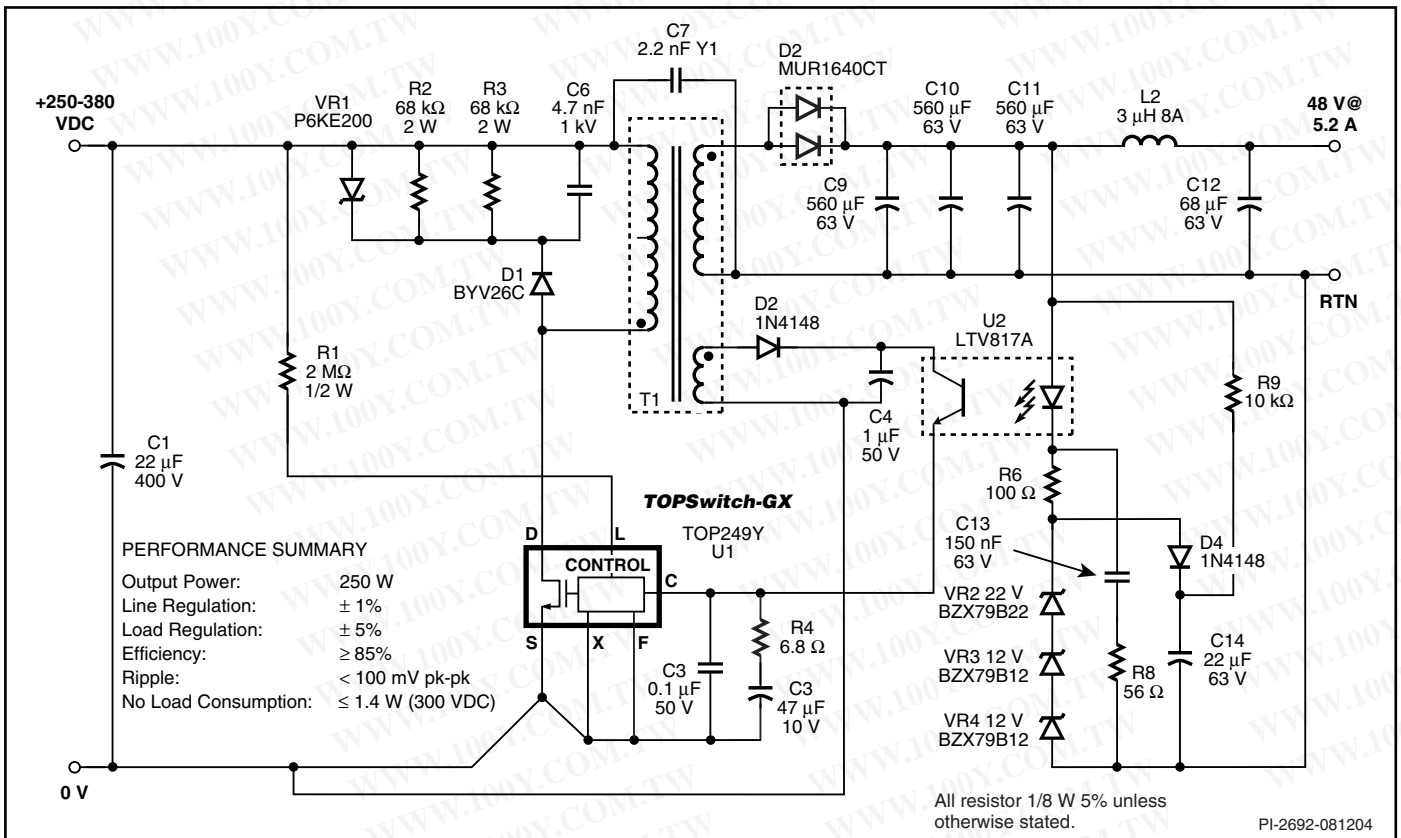 C7
2.2 nF Y1
D2
MUR1640CT
+250-380
VDC
VR1
P6KE200
R2
68 kΩ
2 W
R3
68 kΩ
2 W
C6
4.7 nF
1 kV
C10
560 µF
63 V
C11
560 µF
63 V
L2
3 µH 8A
48 V@
5.2 A
C9
560 µF
63 V
C12
68 µF
63 V
D1
BYV26C
RTN
D2
1N4148
U2
LTV817A
R1
2 MΩ
1/2 W
T1
C4
1 µF
50 V
R9
10 kΩ
C1
22 µF
400 V
R6
100 Ω
TOPSwitch-GX
TOP249Y
U1
D
L
CONTROL
C
S
X
F
C13
150 nF
63 V
D4
1N4148
VR2 22 V
BZX79B22
R4
6.8 Ω
C3
0.1 µF
50 V
C3
47 µF
10 V
VR3 12 V
BZX79B12
R8
56 Ω
C14
22 µF
63 V
VR4 12 V
BZX79B12
PERFORMANCE SUMMARY
Output Power: 250 W
Line Regulation: ± 1%
Load Regulation: ± 5%
Efficiency: ≥ 85%
Ripple: < 100 mV pk-pk
No Load Consumption: ≤ 1.4 W (300 VDC)
0 V
All resistor 1/8 W 5% unless
otherwise stated.
PI-2692-081204
WWW.100Y.COM.TW